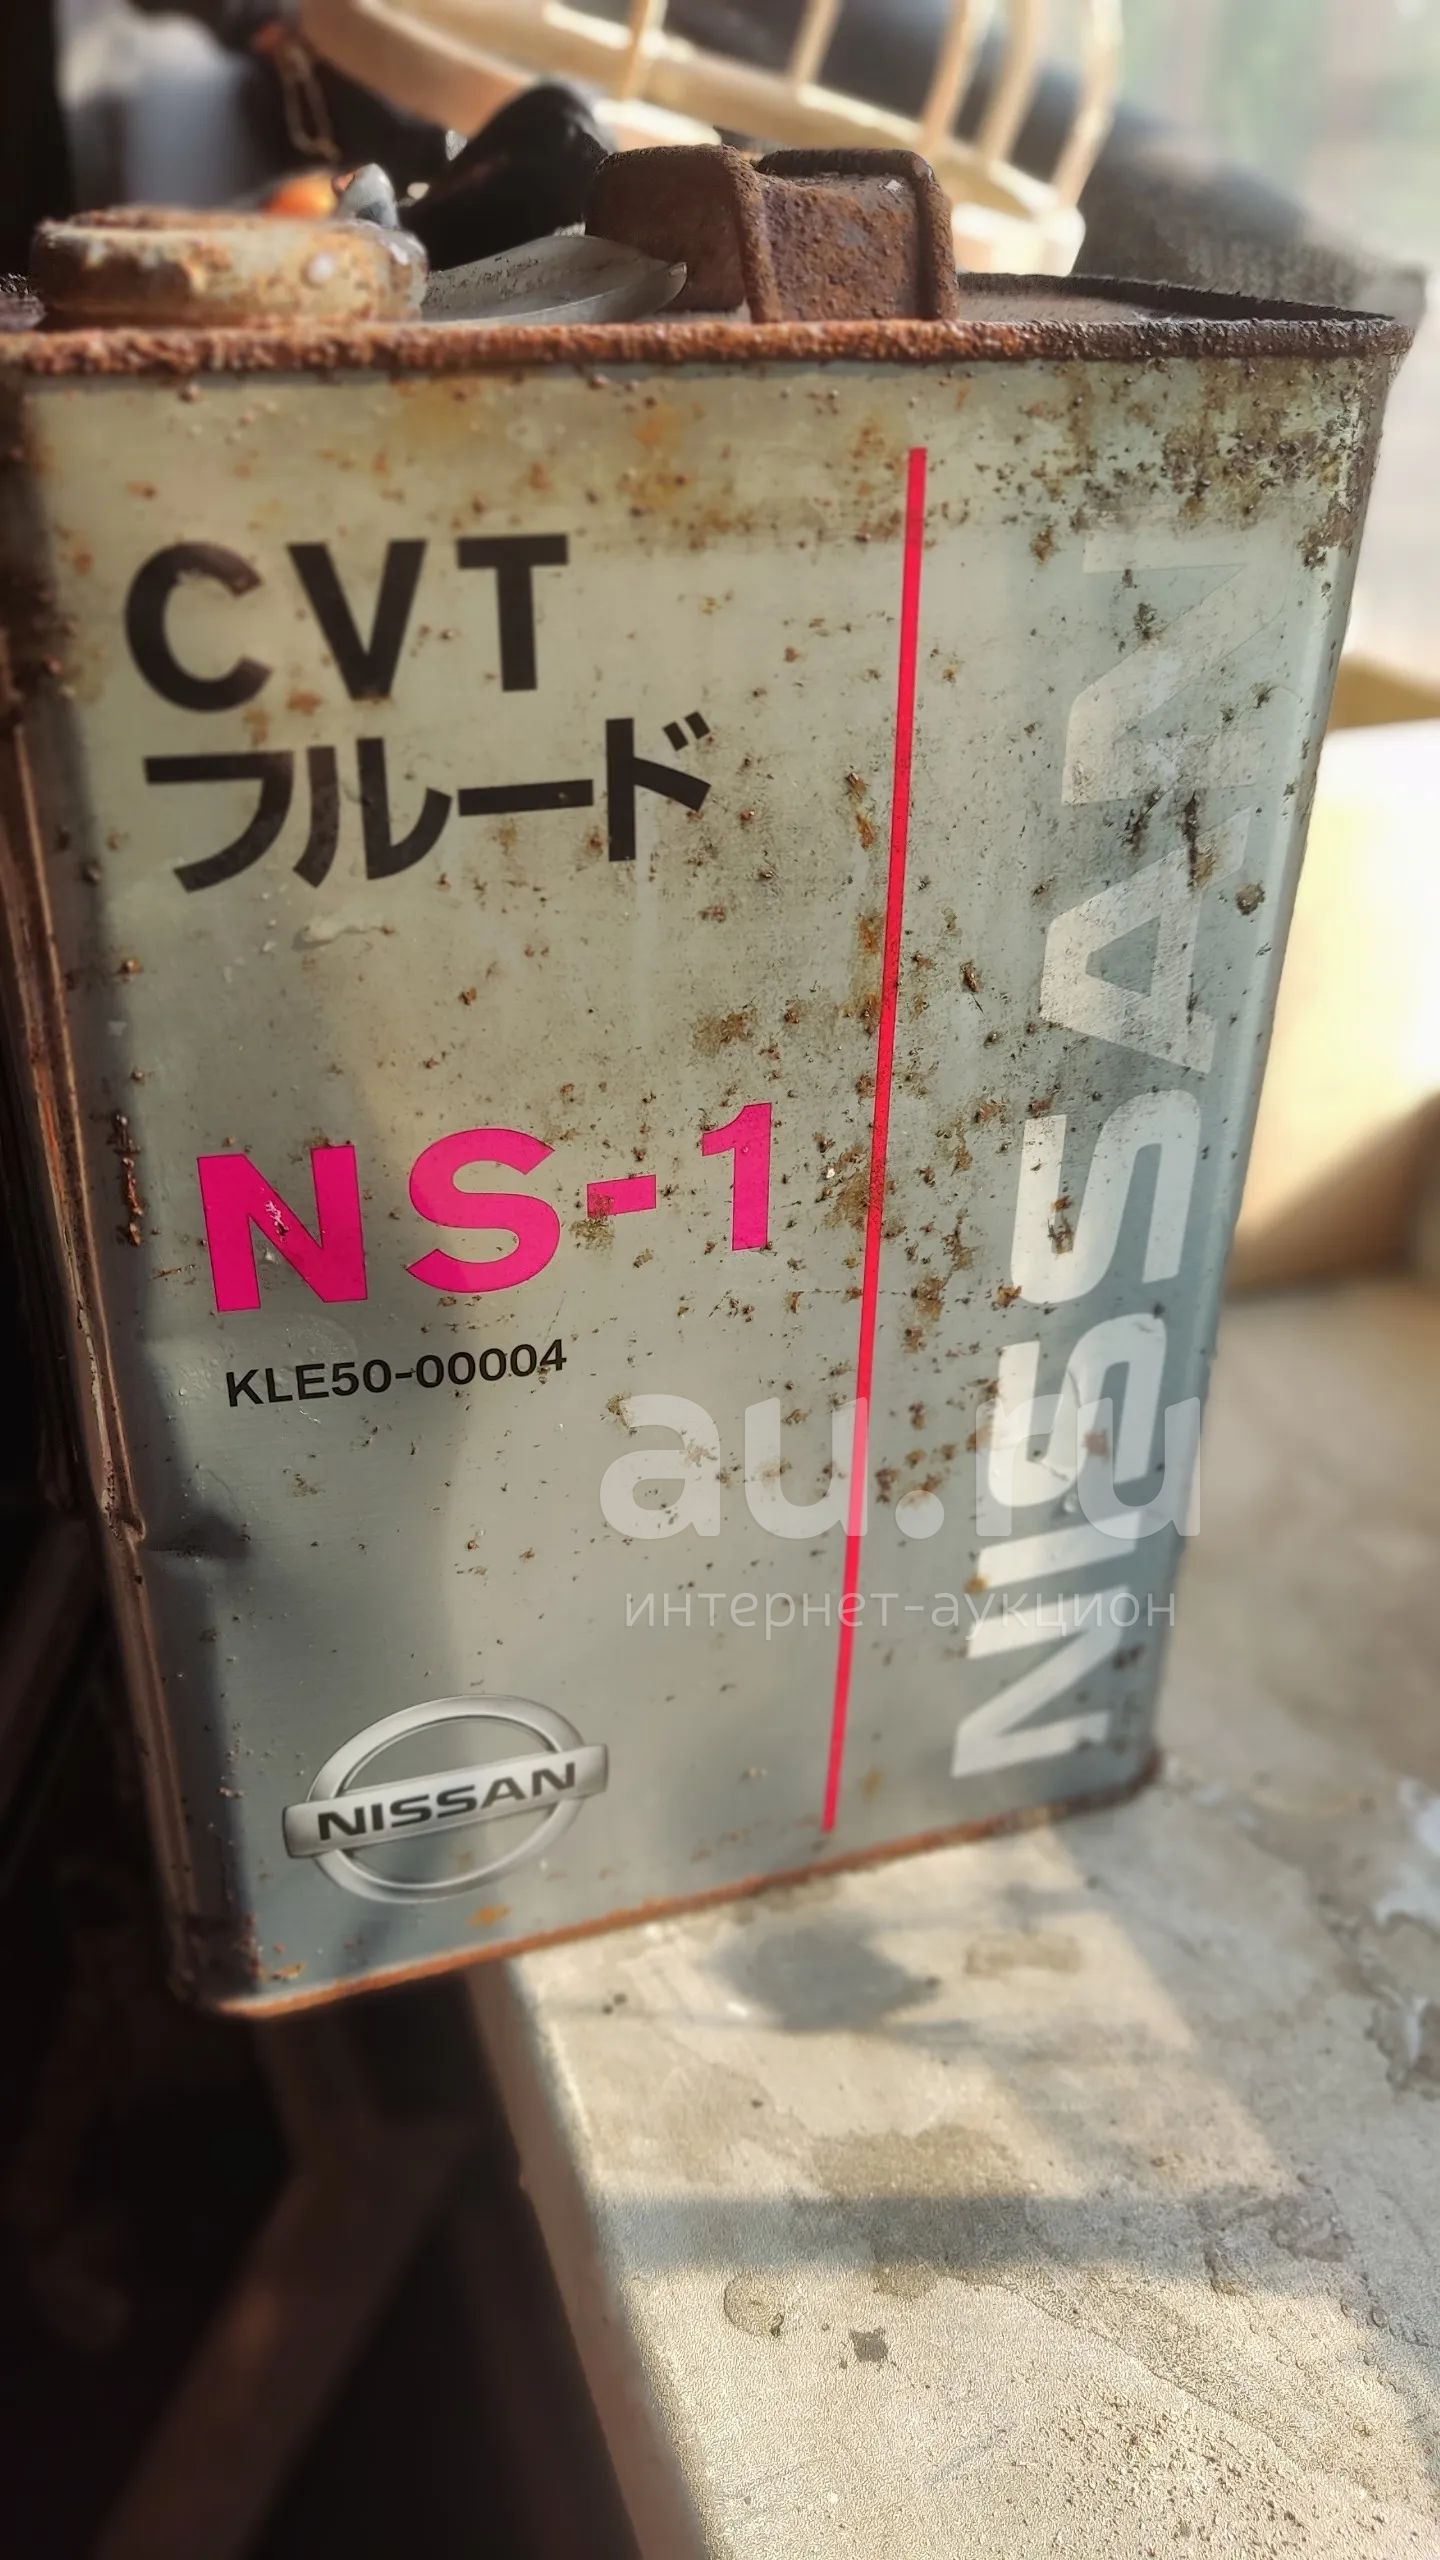 CVT
フルード
NISSAN
NS-1
KLE50-00004
au.ru
интернет-аукцион
NISSAN